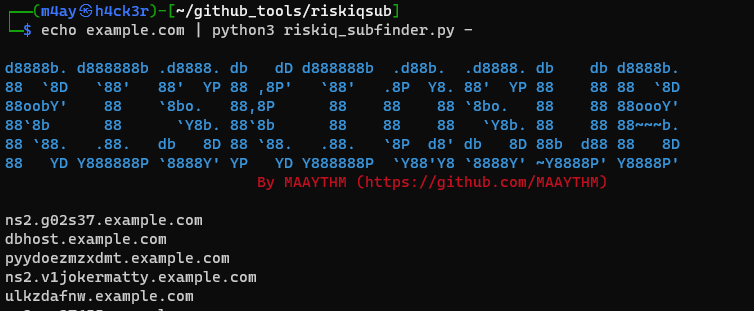 ┌──(m4ay㉿h4ck3r)-[~/github_tools/riskiqsub]
└─$ echo example.com | python3 riskiq_subfinder.py -
d8888b. d888888b .d8888. db   dD d888888b  .d88b.  .d8888. db    db d8888b.
88  `8D   `88'   88'  YP 88 ,8P'   `88'   .8P  Y8. 88'  YP 88    88 88  `8D
88oobY'    88    `8bo.   88,8P      88    88    88 `8bo.   88    88 88oooY'
88`8b      88      `Y8b. 88`8b      88    88    88   `Y8b. 88    88 88~~~b.
88 `88.   .88.   db   8D 88 `88.   .88.   `8P  d8' db   8D 88b  d88 88   8D
88   YD Y888888P `8888Y' YP   YD Y888888P  `Y88'Y8 `8888Y' ~Y8888P' Y8888P'
By MAAYTHM (https://github.com/MAAYTHM)
ns2.g02s37.example.com
dbhost.example.com
pyydoezmzxdmt.example.com
ns2.v1jokermatty.example.com
ulkzdafnw.example.com